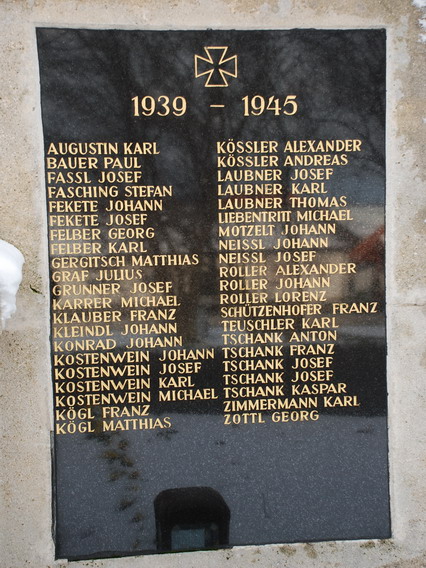 1939 - 1945
AUGUSTIN KARL
BAUER PAUL
FASSL JOSEF
FASCHING STEFAN
FEKETE JOHANN
FEKETE JOSEF
FELBER GEORG
FELBER KARL
GERGITSCH MATTHIAS
GRAF JULIUS
GRUNNER JOSEF
KARRER MICHAEL
KLAUBER FRANZ
KLEINDL JOHANN
KONRAD JOHANN
KOSTENWEIN JOHANN
KOSTENWEIN JOSEF
KOSTENWEIN KARL
KOSTENWEIN MICHAEL
KÖGL FRANZ
KÖGL MATTHIAS
KÖSSLER ALEXANDER
KÖSSLER ANDREAS
LAUBNER JOSEF
LAUBNER KARL
LAUBNER THOMAS
LIEBENTRITT MICHAEL
MOTZELT JOHANN
NEISSL JOHANN
NEISSL JOSEF
ROLLER ALEXANDER
ROLLER JOHANN
ROLLER LORENZ
SCHÜTZENHOFER FRANZ
TEUSCHLER KARL
TSCHANK ANTON
TSCHANK FRANZ
TSCHANK JOSEF
TSCHANK JOSEF
TSCHANK KASPAR
ZIMMERMANN KARL
ZOTTL GEORG